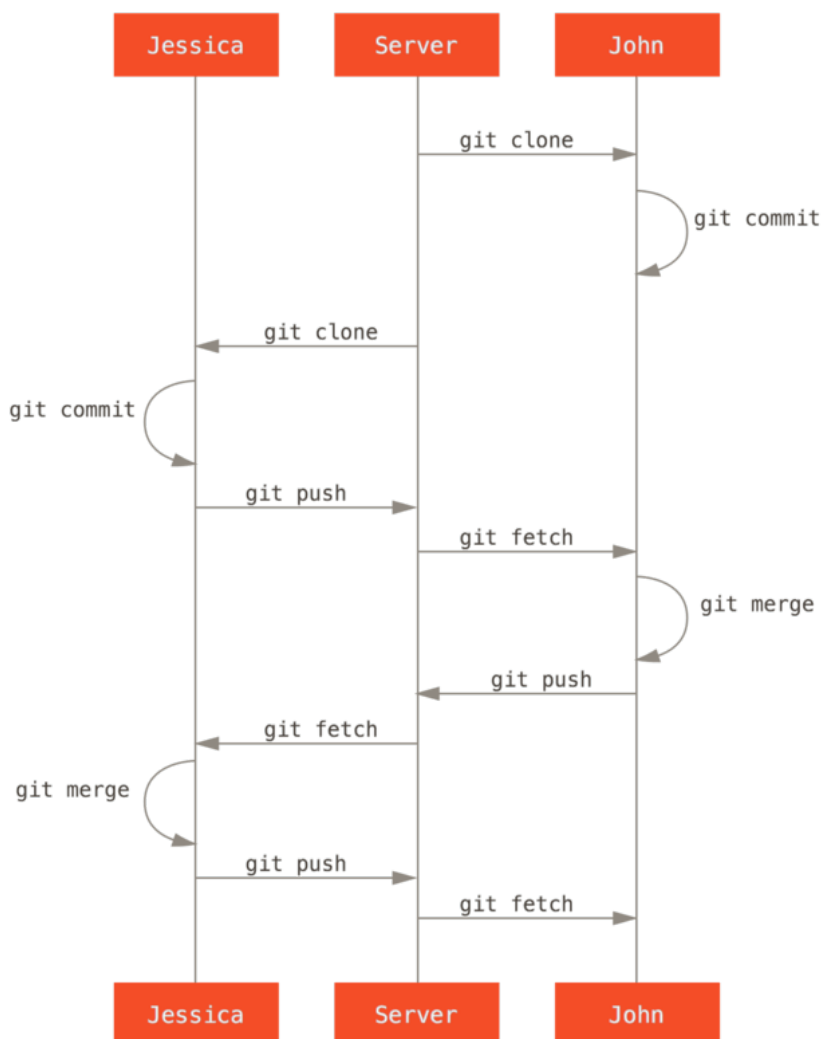 Jessica Server John
git clone
git commit
git clone
git commit
git push
git fetch
git merge
git push
git fetch
git merge
git push
git fetch
Jessica Server John